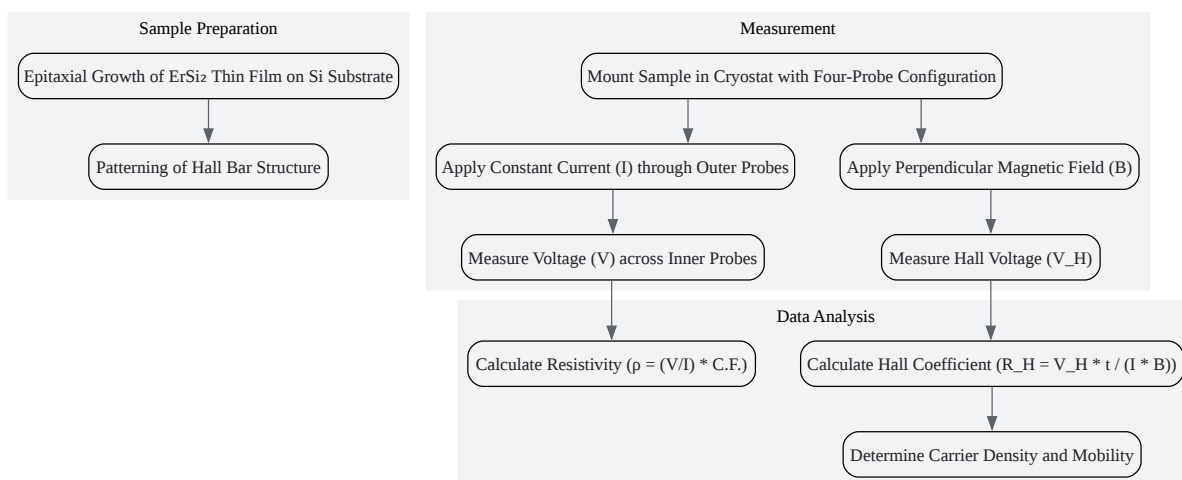 Sample Preparation
Epitaxial Growth of ErSi₂ Thin Film on Si Substrate
Patterning of Hall Bar Structure
Measurement
Mount Sample in Cryostat with Four-Probe Configuration
Apply Constant Current (I) through Outer Probes
Apply Perpendicular Magnetic Field (B)
Measure Voltage (V) across Inner Probes
Measure Hall Voltage (V_H)
Data Analysis
Calculate Resistivity (ρ = (V/I) * C.F.)
Calculate Hall Coefficient (R_H = V_H * t / (I * B))
Determine Carrier Density and Mobility